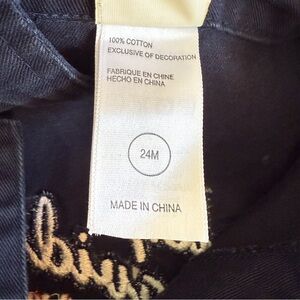 100% COTTON
EXCLUSIVE OF DECORATION
FABRIQUE EN CHINE
HECHO EN CHINA
24M
MADE IN CHINA